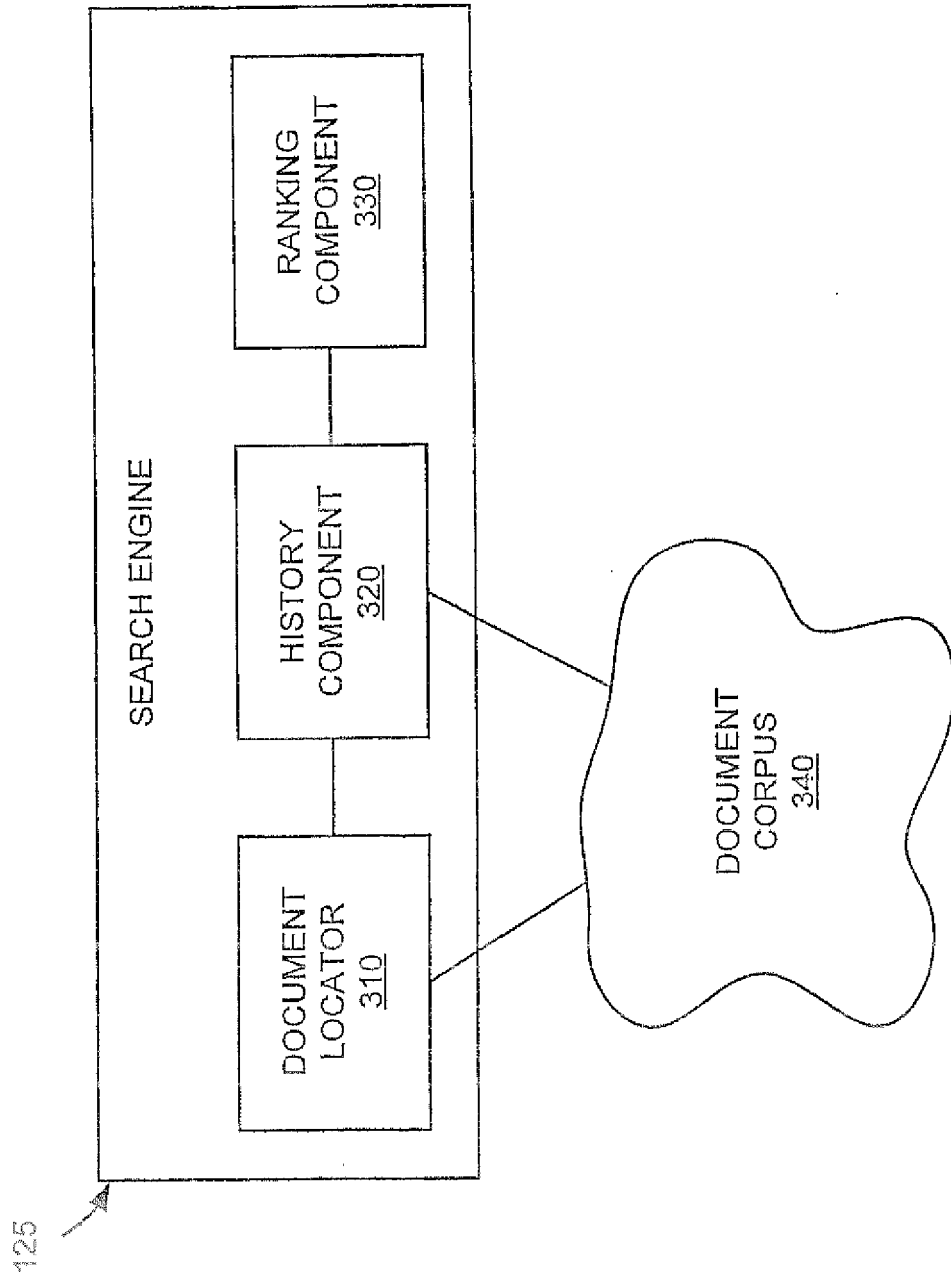 125
SEARCH ENGINE
DOCUMENT
LOCATOR
310
HISTORY
COMPONENT
320
RANKING
COMPONENT
330
DOCUMENT
CORPUS
340